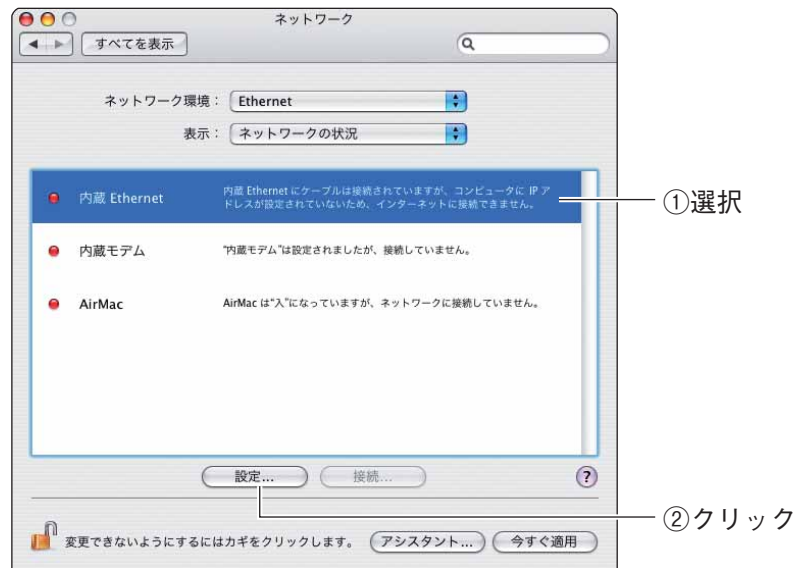 ネットワーク
すべてを表示
ネットワーク環境：
Ethernet
表示：
ネットワークの状況
内蔵 Ethernet
内蔵 Ethernet にケーブルは接続されていますが、コンピュータに IP ア
ドレスが設定されていないため、インターネットに接続できません。
①選択
内蔵モデム
“内蔵モデム”は設定されましたが、接続していません。
AirMac
AirMac は“入”になっていますが、ネットワークに接続していません。
設定...
接続...
?
②クリック
変更できないようにするにはカギをクリックします。
アシスタント...
今すぐ適用